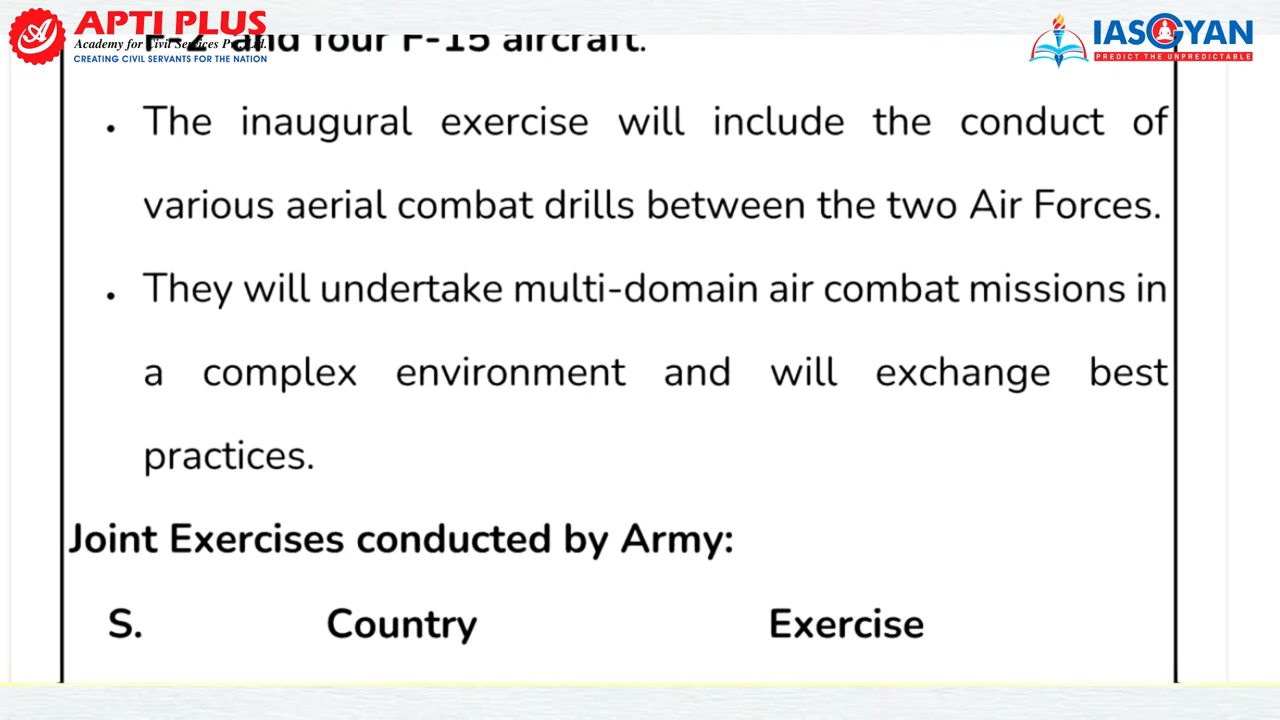 APTI PLUS
Academy for Civil Services Pvt. Ltd.
CREATING CIVIL SERVANTS FOR THE NATION
IASGYAN
PREDICT THE UNPREDICTABLE
F-2 and four F-15 aircraft.
• The inaugural exercise will include the conduct of
various aerial combat drills between the two Air Forces.
• They will undertake multi-domain air combat missions in
a complex environment and will exchange best
practices.
Joint Exercises conducted by Army:
S. Country Exercise